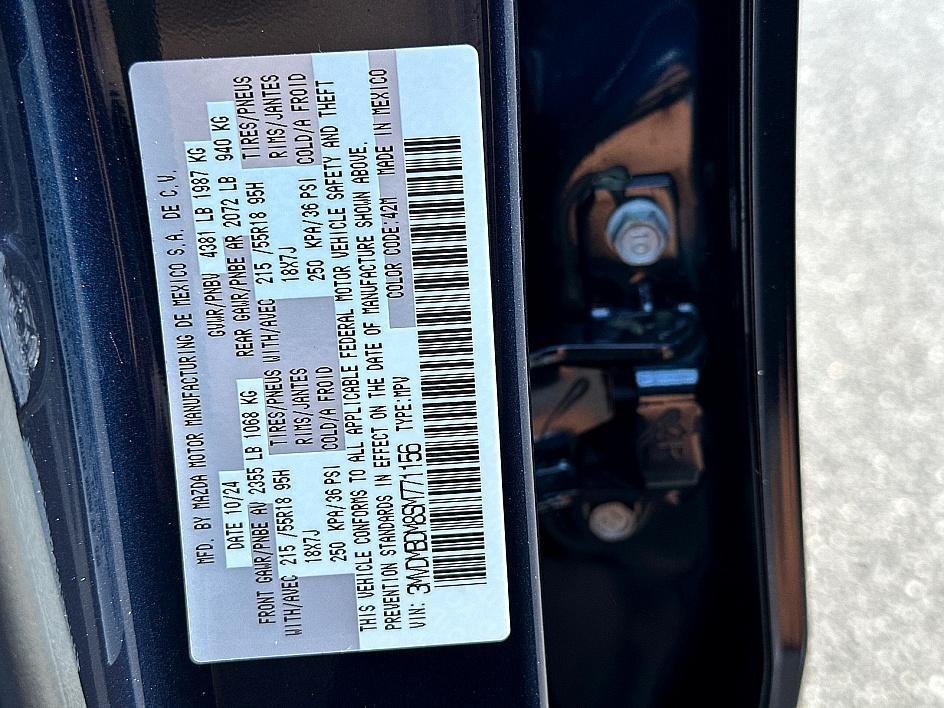 MFD. BY MAZDA MOTOR MANUFACTURING DE MEXICO S.A. DE C.V.
DATE 10/24 GVWR/PNBV 4381 LB 1987 KG
FRONT GAWR/PNBE AV 2355 LB 1068 KG REAR GAWR/PNBE AR 2072 LB 940 KG
WITH/AVEC 215 /55R18 95H TIRES/PNEUS WITH/AVEC 215 /55R18 95H TIRES/PNEUS
18X7J RIMS/JANTES 18X7J RIMS/JANTES
250 KPA/36 PSI COLD/A FROID 250 KPA/36 PSI COLD/A FROID
THIS VEHICLE CONFORMS TO ALL APPLICABLE FEDERAL MOTOR VEHICLE SAFETY AND THEFT
PREVENTION STANDARDS IN EFFECT ON THE DATE OF MANUFACTURE SHOWN ABOVE.
VIN: 3MVDMBDM8SM771156 TYPE:MPV COLOR CODE:42M MADE IN MEXICO
10